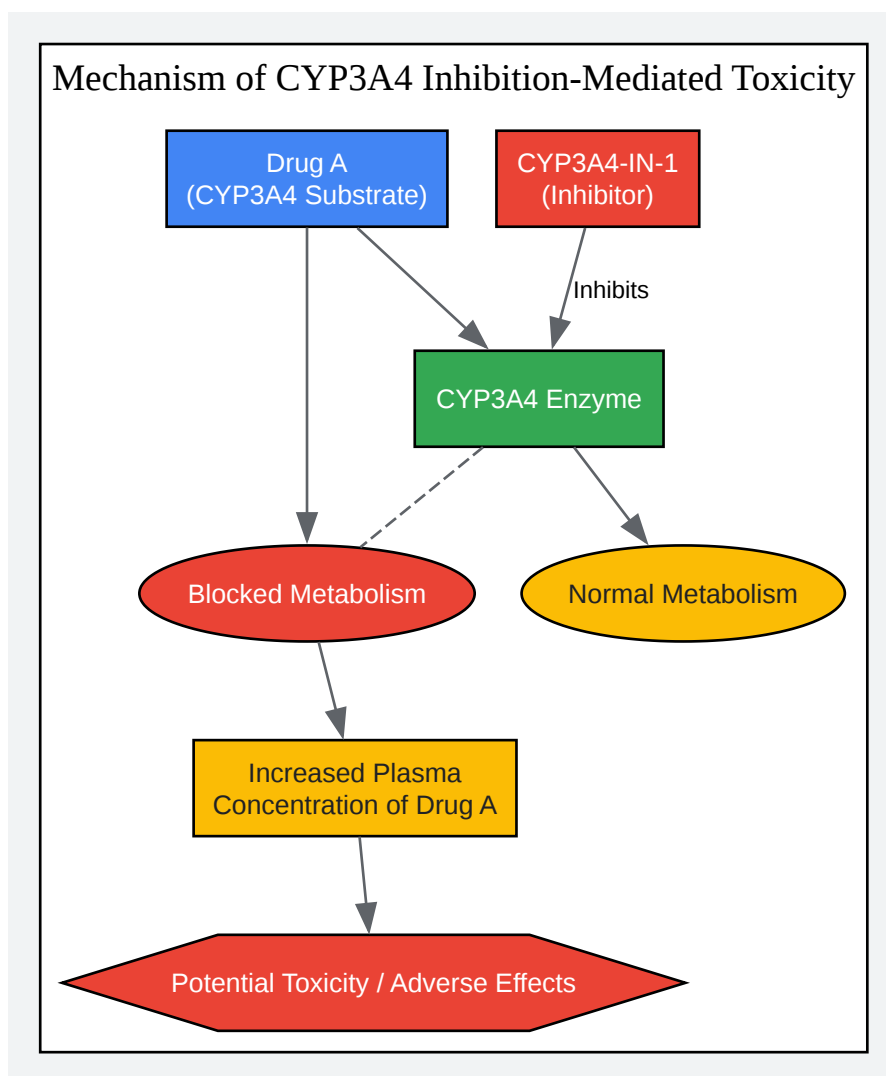 Mechanism of CYP3A4 Inhibition-Mediated Toxicity
Drug A
(CYP3A4 Substrate)
CYP3A4-IN-1
(Inhibitor)
Inhibits
CYP3A4 Enzyme
Blocked Metabolism
Normal Metabolism
Increased Plasma
Concentration of Drug A
Potential Toxicity / Adverse Effects